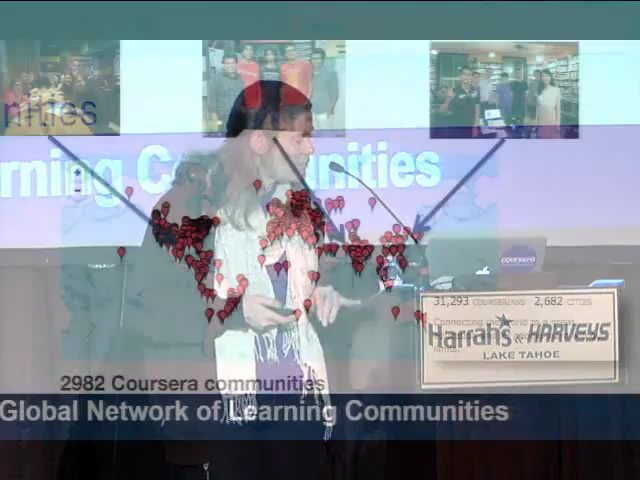 nities
rning Communities
coursera
31,293 COURSERIANS 2,682 CITIES
Harrah's & HARVEYS
LAKE TAHOE
2982 Coursera communities
Global Network of Learning Communities